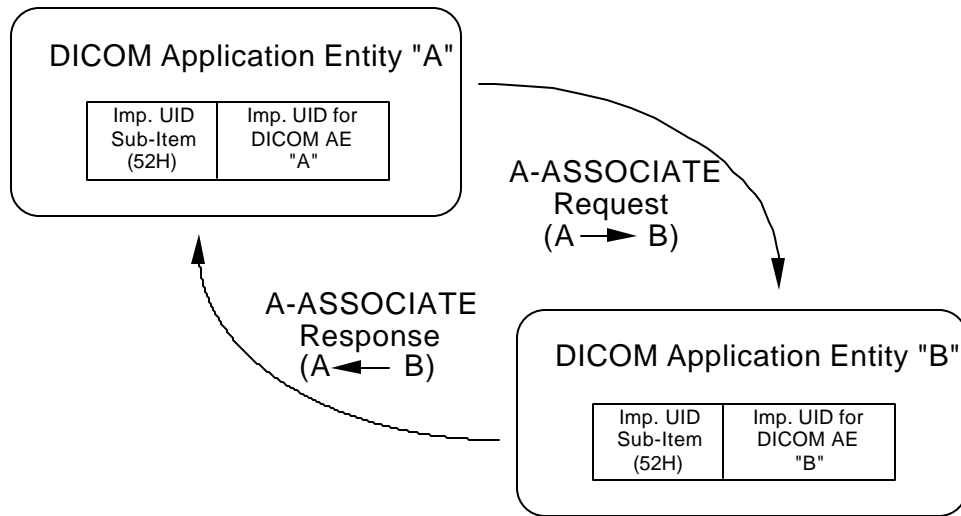 DICOM Application Entity "A"
Imp. UID
Sub-Item
(52H)
Imp. UID for
DICOM AE
"A"
A-ASSOCIATE
Request
(A → B)
A-ASSOCIATE
Response
(A ← B)
DICOM Application Entity "B"
Imp. UID
Sub-Item
(52H)
Imp. UID for
DICOM AE
"B"